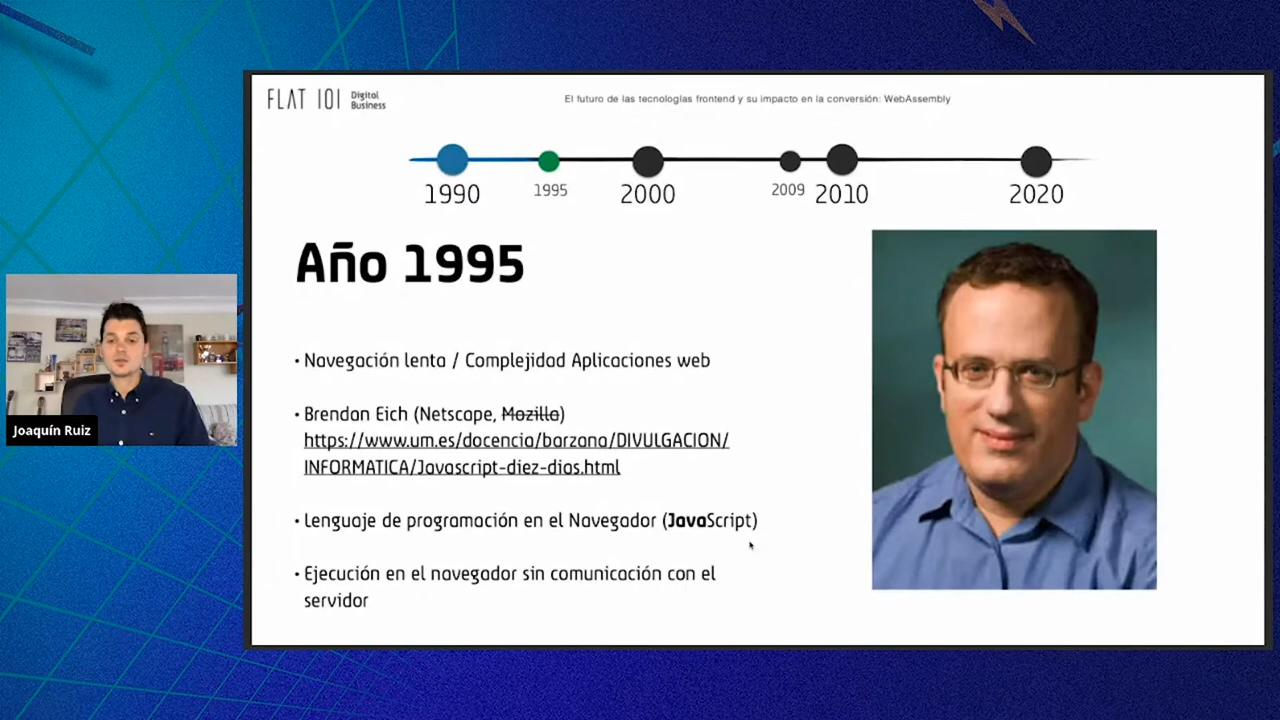 FLAT 101 Digital
Business
El futuro de las tecnologías frontend y su impacto en la conversión: WebAssembly
1990 1995 2000 2009 2010 2020
Año 1995
• Navegación lenta / Complejidad Aplicaciones web
• Brendan Eich (Netscape, Mozilla)
https://www.um.es/docencia/barzana/DIVULGACION/
INFORMATICA/Javascript-diez-dias.html
• Lenguaje de programación en el Navegador (JavaScript)
• Ejecución en el navegador sin comunicación con el
servidor
Joaquín Ruiz